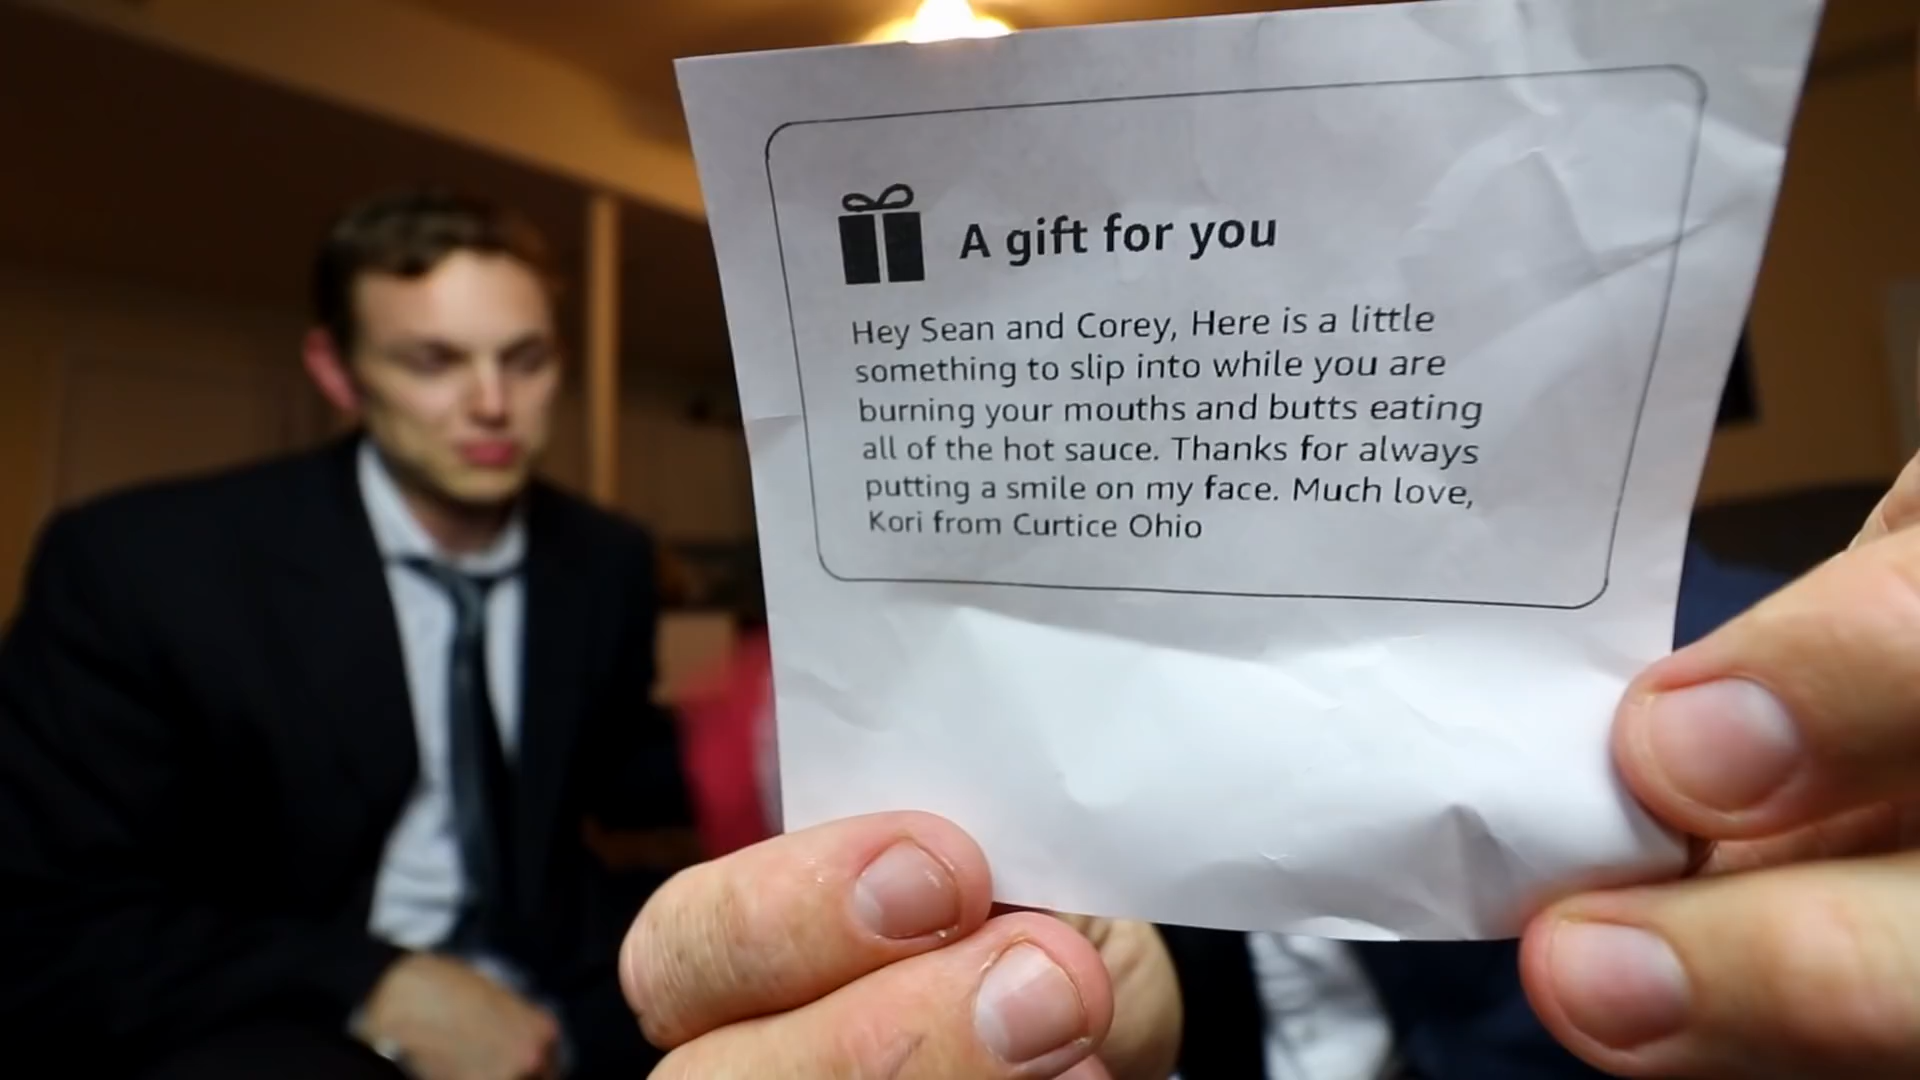 A gift for you
Hey Sean and Corey, Here is a little
something to slip into while you are
burning your mouths and butts eating
all of the hot sauce. Thanks for always
putting a smile on my face. Much love,
Kori from Curtice Ohio